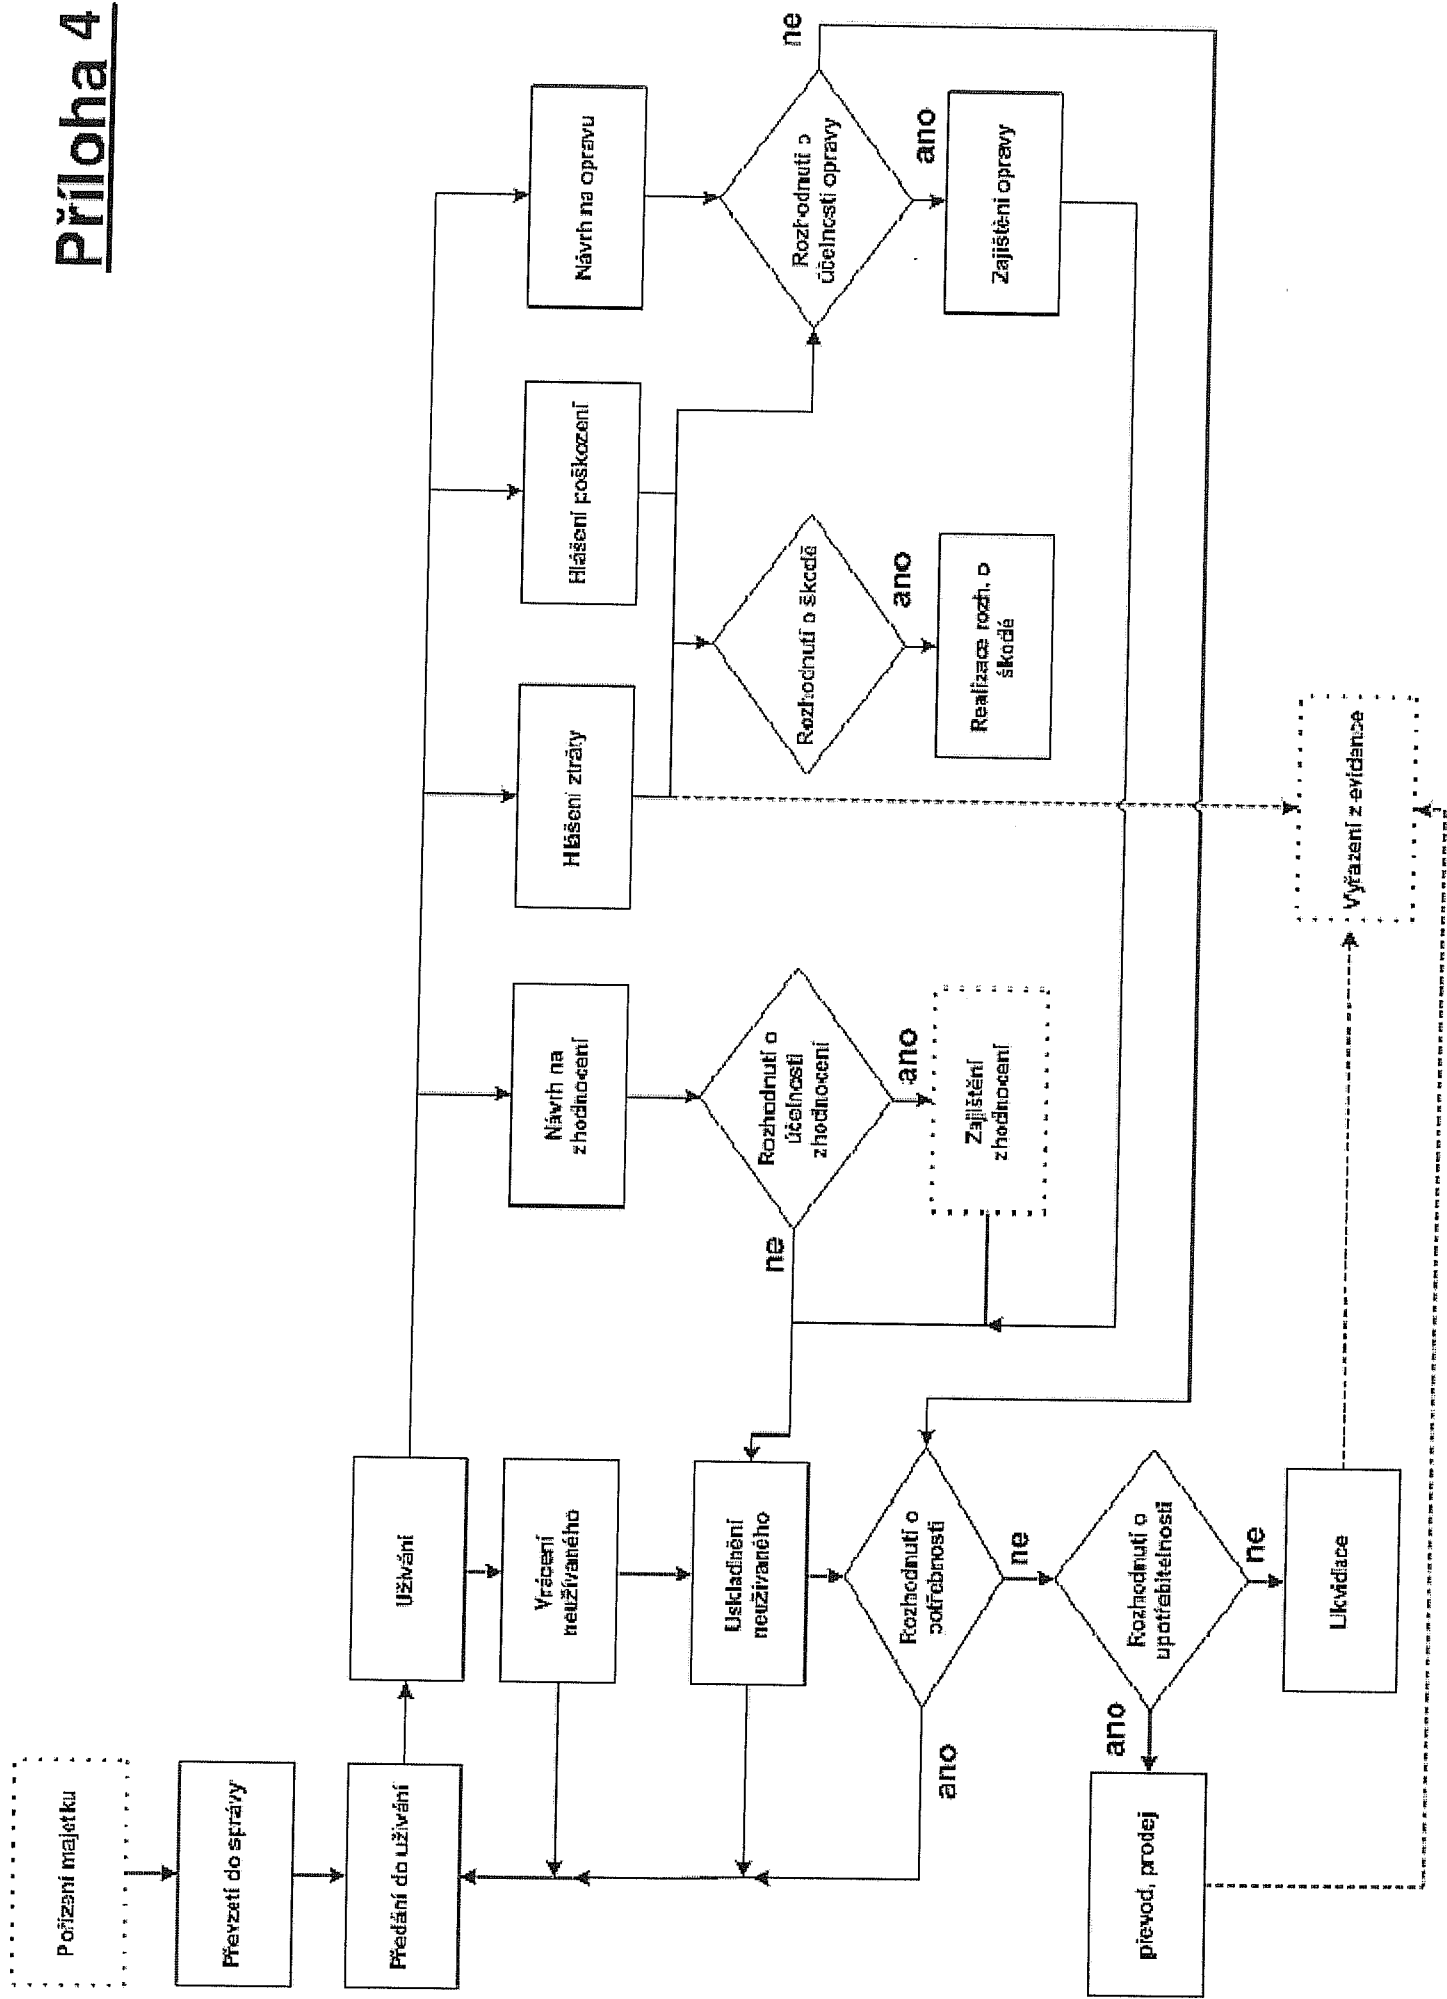 Příloha 4
Pořízení majetku
Převzetí do správy
Předání do užívání
Užívání
Vrácení
neužívaného
Uskladnění
neužívaného
Rozhodnutí o
potřebnosti
ano
ne
Rozhodnutí o
upotřebitelnosti
ano
ne
převod, prodej
Likvidace
Návrh na
zhodnocení
Rozhodnutí o
účelnosti
zhodnocení
ne
ano
Zajištění
zhodnocení
Hlášení ztráty
Hlášení poškození
Rozhodnutí o škodě
ano
Realizace rozh. o
škodě
Návrh na opravu
Rozhodnutí o
účelnosti opravy
ne
ano
Zajištění opravy
Vyřazení z evidence